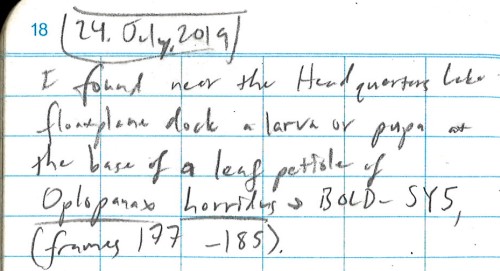 18 24. July, 2019
I found near the Headquarters Lake
floatplane dock a larva or pupa at
the base of a leaf petiole of
Oplopanax horridus → BOLD-SY5,
(frames 177 -185).